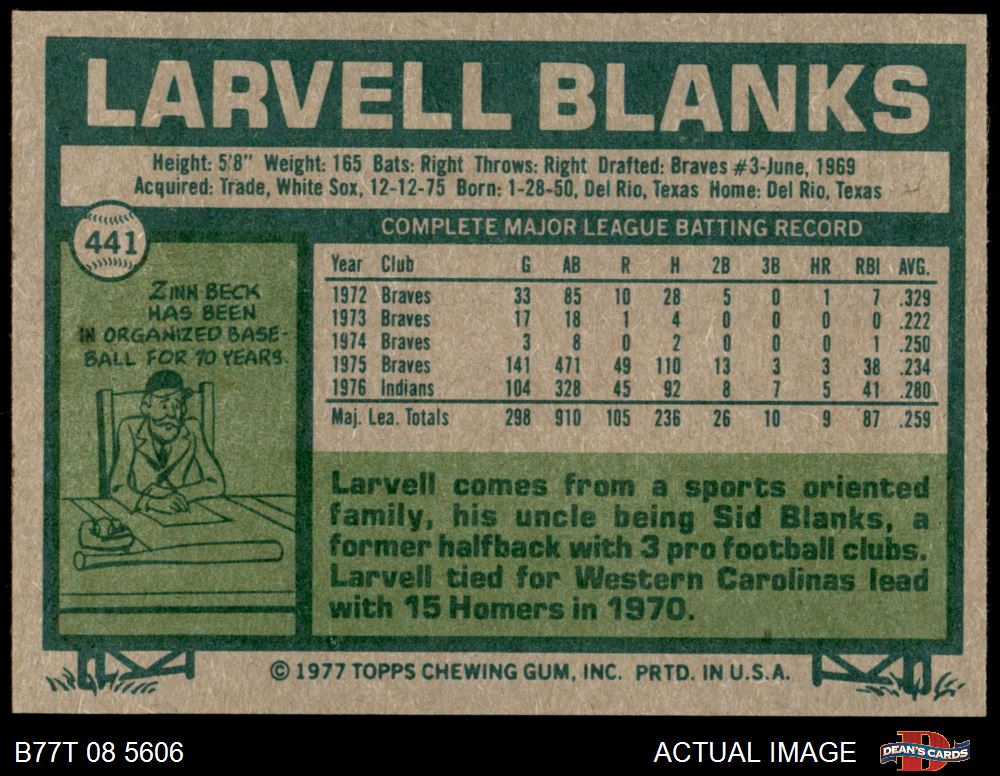 LARVELL BLANKS
Height: 5'8" Weight: 165 Bats: Right Throws: Right Drafted: Braves #3-June, 1969
Acquired: Trade, White Sox, 12-12-75 Born: 1-28-50, Del Rio, Texas Home: Del Rio, Texas
441
ZINN BECK
HAS BEEN
IN ORGANIZED BASE-
BALL FOR 70 YEARS.
COMPLETE MAJOR LEAGUE BATTING RECORD
Year Club G AB R H 2B 3B HR RBI AVG.
1972 Braves 33 85 10 28 5 0 1 7 .329
1973 Braves 17 18 1 4 0 0 0 0 .222
1974 Braves 3 8 0 2 0 0 0 1 .250
1975 Braves 141 471 49 110 13 3 3 38 .234
1976 Indians 104 328 45 92 8 7 5 41 .280
Maj. Lea. Totals 298 910 105 236 26 10 9 87 .259
Larvell comes from a sports oriented
family, his uncle being Sid Blanks, a
former halfback with 3 pro football clubs.
Larvell tied for Western Carolinas lead
with 15 Homers in 1970.
© 1977 TOPPS CHEWING GUM, INC. PRTD. IN U.S.A.
B77T 08 5606
ACTUAL IMAGE
DEAN'S CARDS